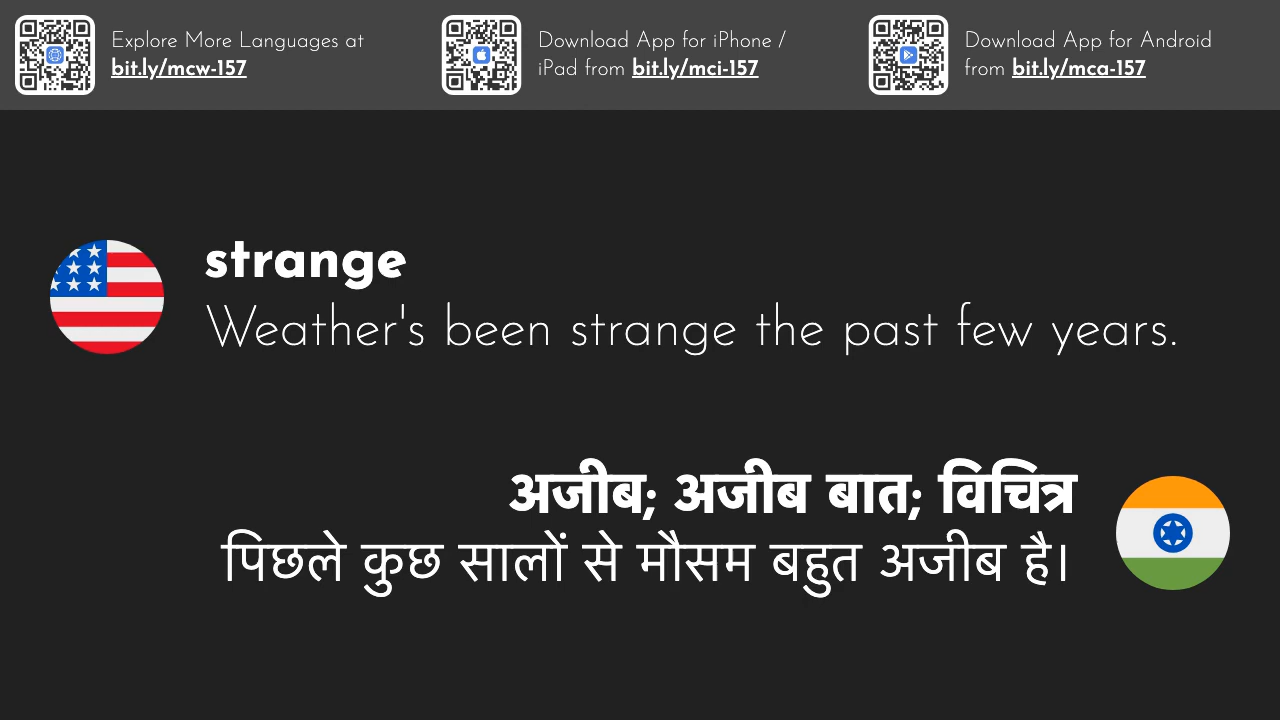 Explore More Languages at
bit.ly/mcw-157
Download App for iPhone /
iPad from bit.ly/mci-157
Download App for Android
from bit.ly/mca-157
strange
Weather's been strange the past few years.
अजीब; अजीब बात; विचित्र
पिछले कुछ सालों से मौसम बहुत अजीब है।